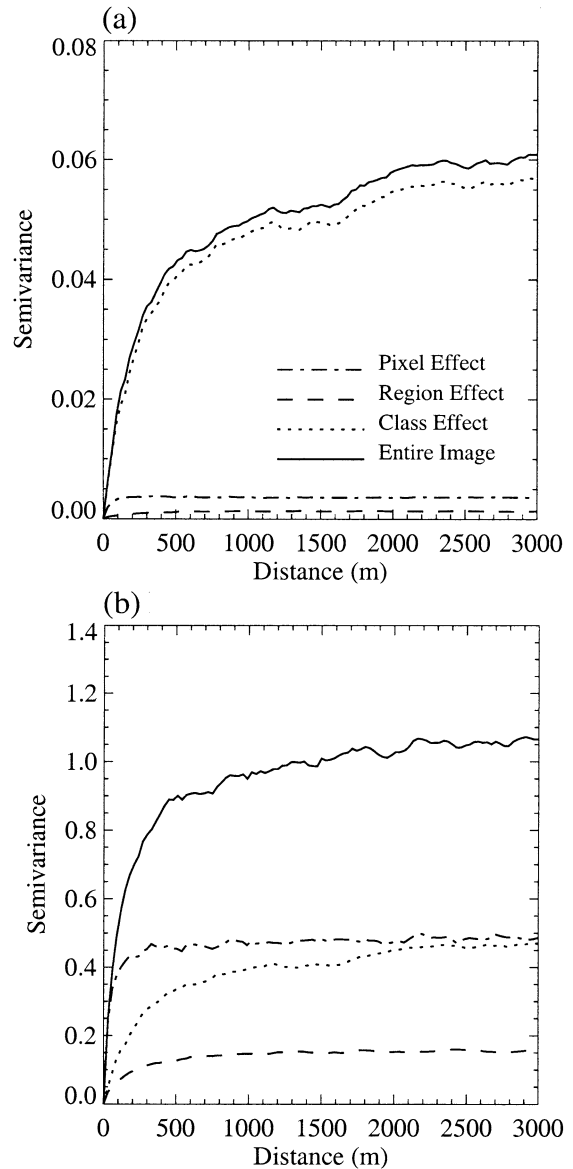 (a)
0.08
0.06
0.04
0.02
0.00
Semivariance
Pixel Effect
Region Effect
Class Effect
Entire Image
0 500 1000 1500 2000 2500 3000
Distance (m)
(b)
1.4
1.2
1.0
0.8
0.6
0.4
0.2
0.0
Semivariance
0 500 1000 1500 2000 2500 3000
Distance (m)